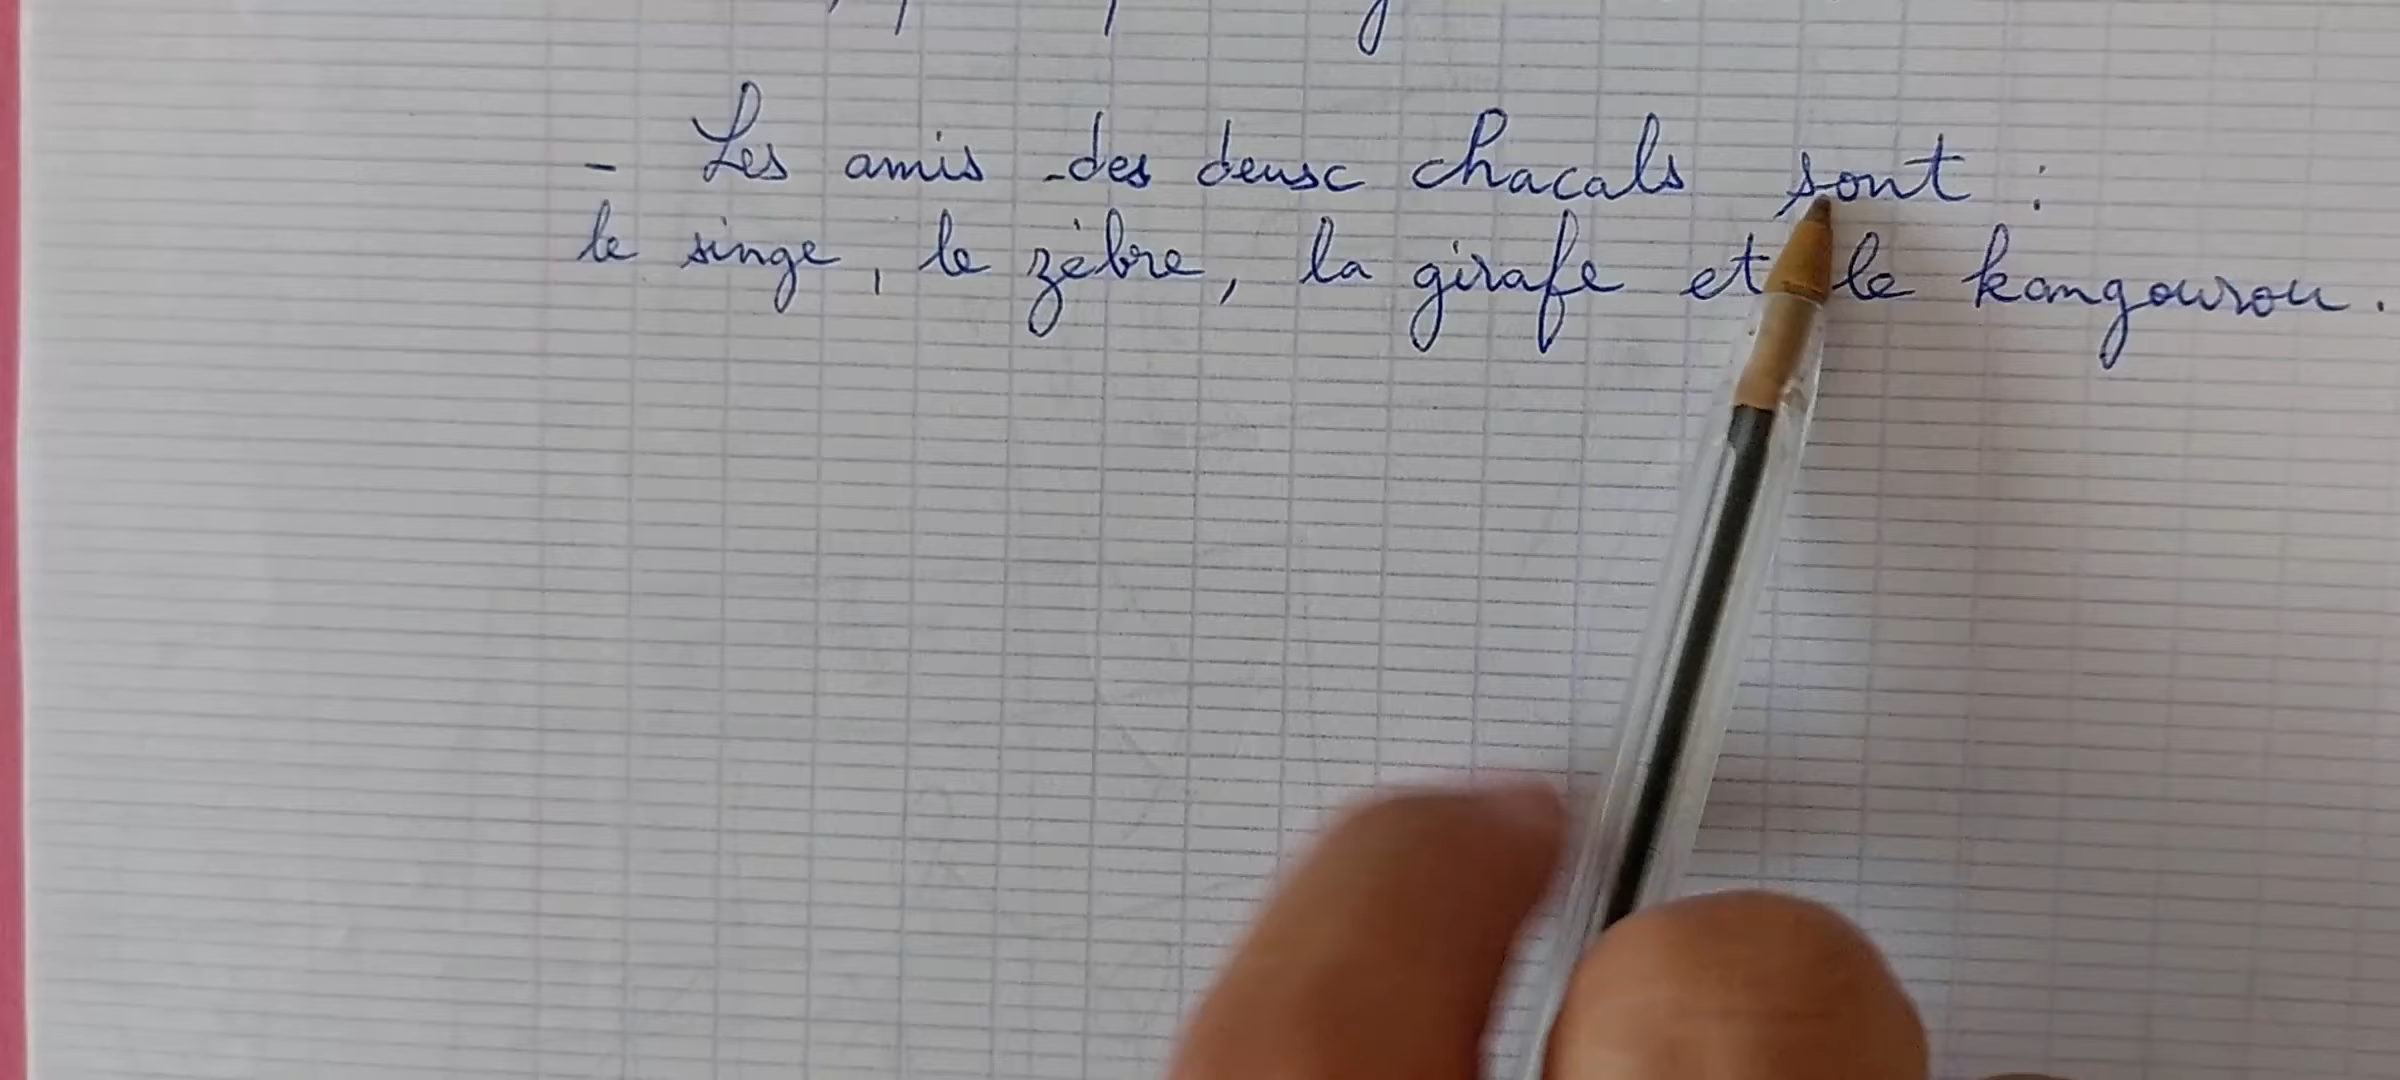 - Les amis des deux chacals sont :
le singe, le zèbre, la girafe et le kangourou.